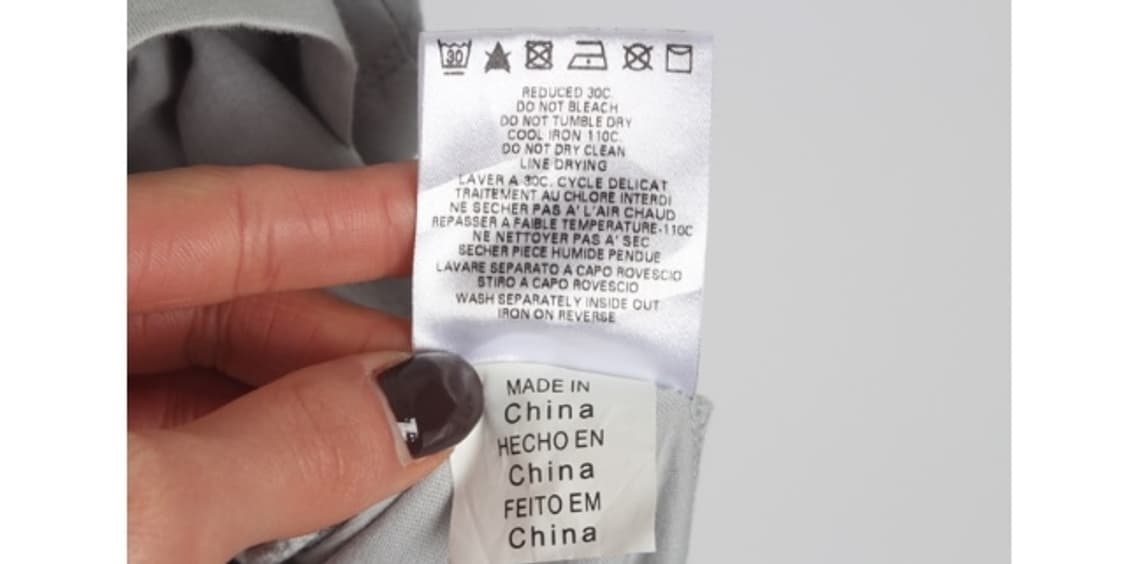 30
REDUCED 30C.
DO NOT BLEACH
DO NOT TUMBLE DRY
COOL IRON 110C.
DO NOT DRY CLEAN
LINE DRYING
LAVER A 30C. CYCLE DELICAT
TRAITEMENT AU CHLORE INTERDI
NE SECHER PAS A' L'AIR CHAUD
REPASSER A FAIBLE TEMPERATURE-110C
NE NETTOYER PAS A' SEC
SECHER PIECE HUMIDE PENDUE
LAVARE SEPARATO A CAPO ROVESCIO
STIRO A CAPO ROVESCIO
WASH SEPARATELY INSIDE OUT
IRON ON REVERSE
MADE IN
China
HECHO EN
China
FEITO EM
China